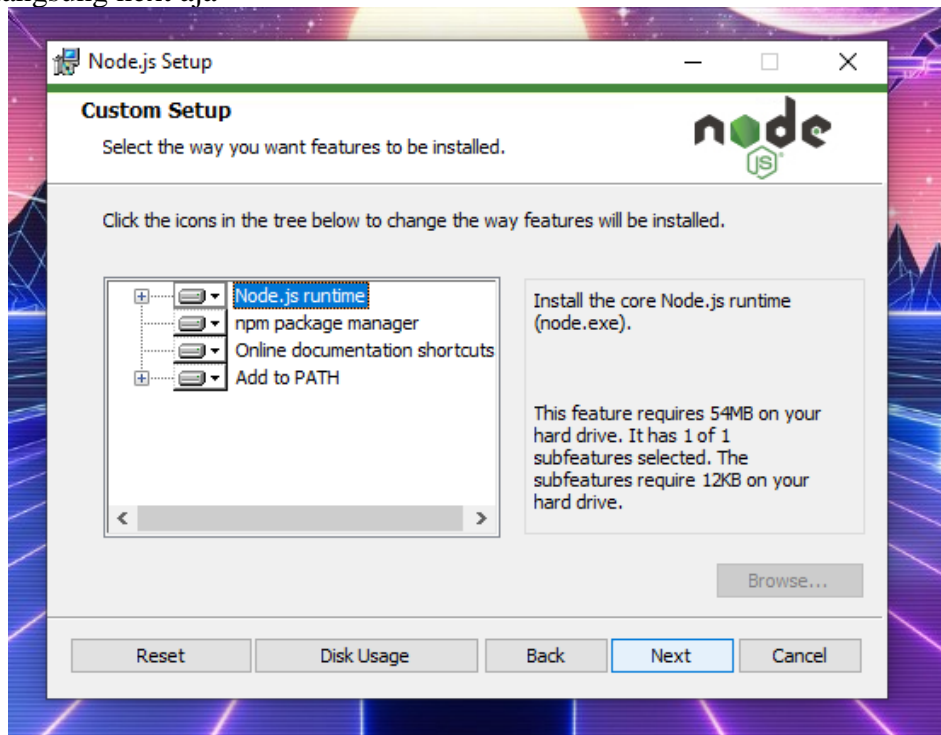 langsung next aja
Node.js Setup
Custom Setup
Select the way you want features to be installed.
node
JS
Click the icons in the tree below to change the way features will be installed.
Node.js runtime
npm package manager
Online documentation shortcuts
Add to PATH
Install the core Node.js runtime
(node.exe).
This feature requires 54MB on your
hard drive. It has 1 of 1
subfeatures selected. The
subfeatures require 12KB on your
hard drive.
Browse...
Reset
Disk Usage
Back
Next
Cancel